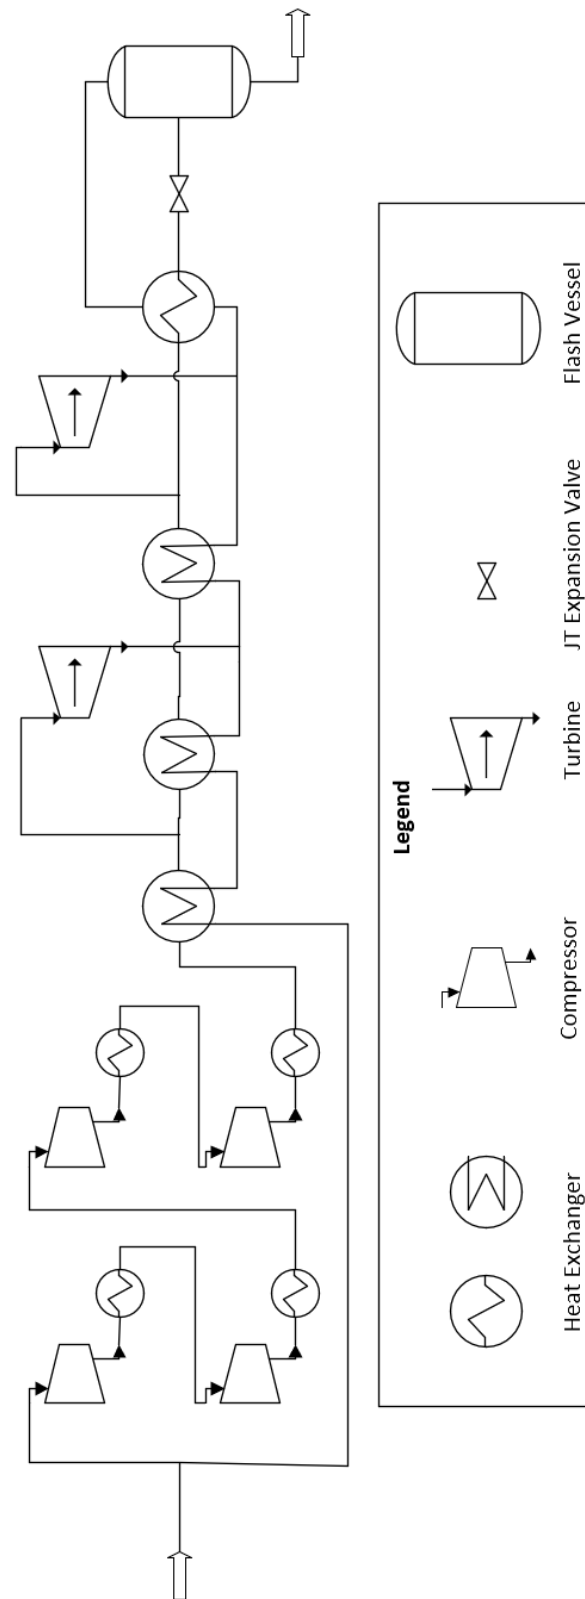 Legend
Heat Exchanger
Compressor
Turbine
JT Expansion Valve
Flash Vessel